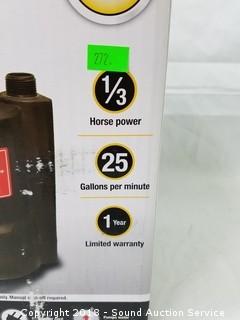 272.
1/3
Horse power
25
Gallons per minute
1 Year
Limited warranty
Copyright 2018 - Sound Auction Service